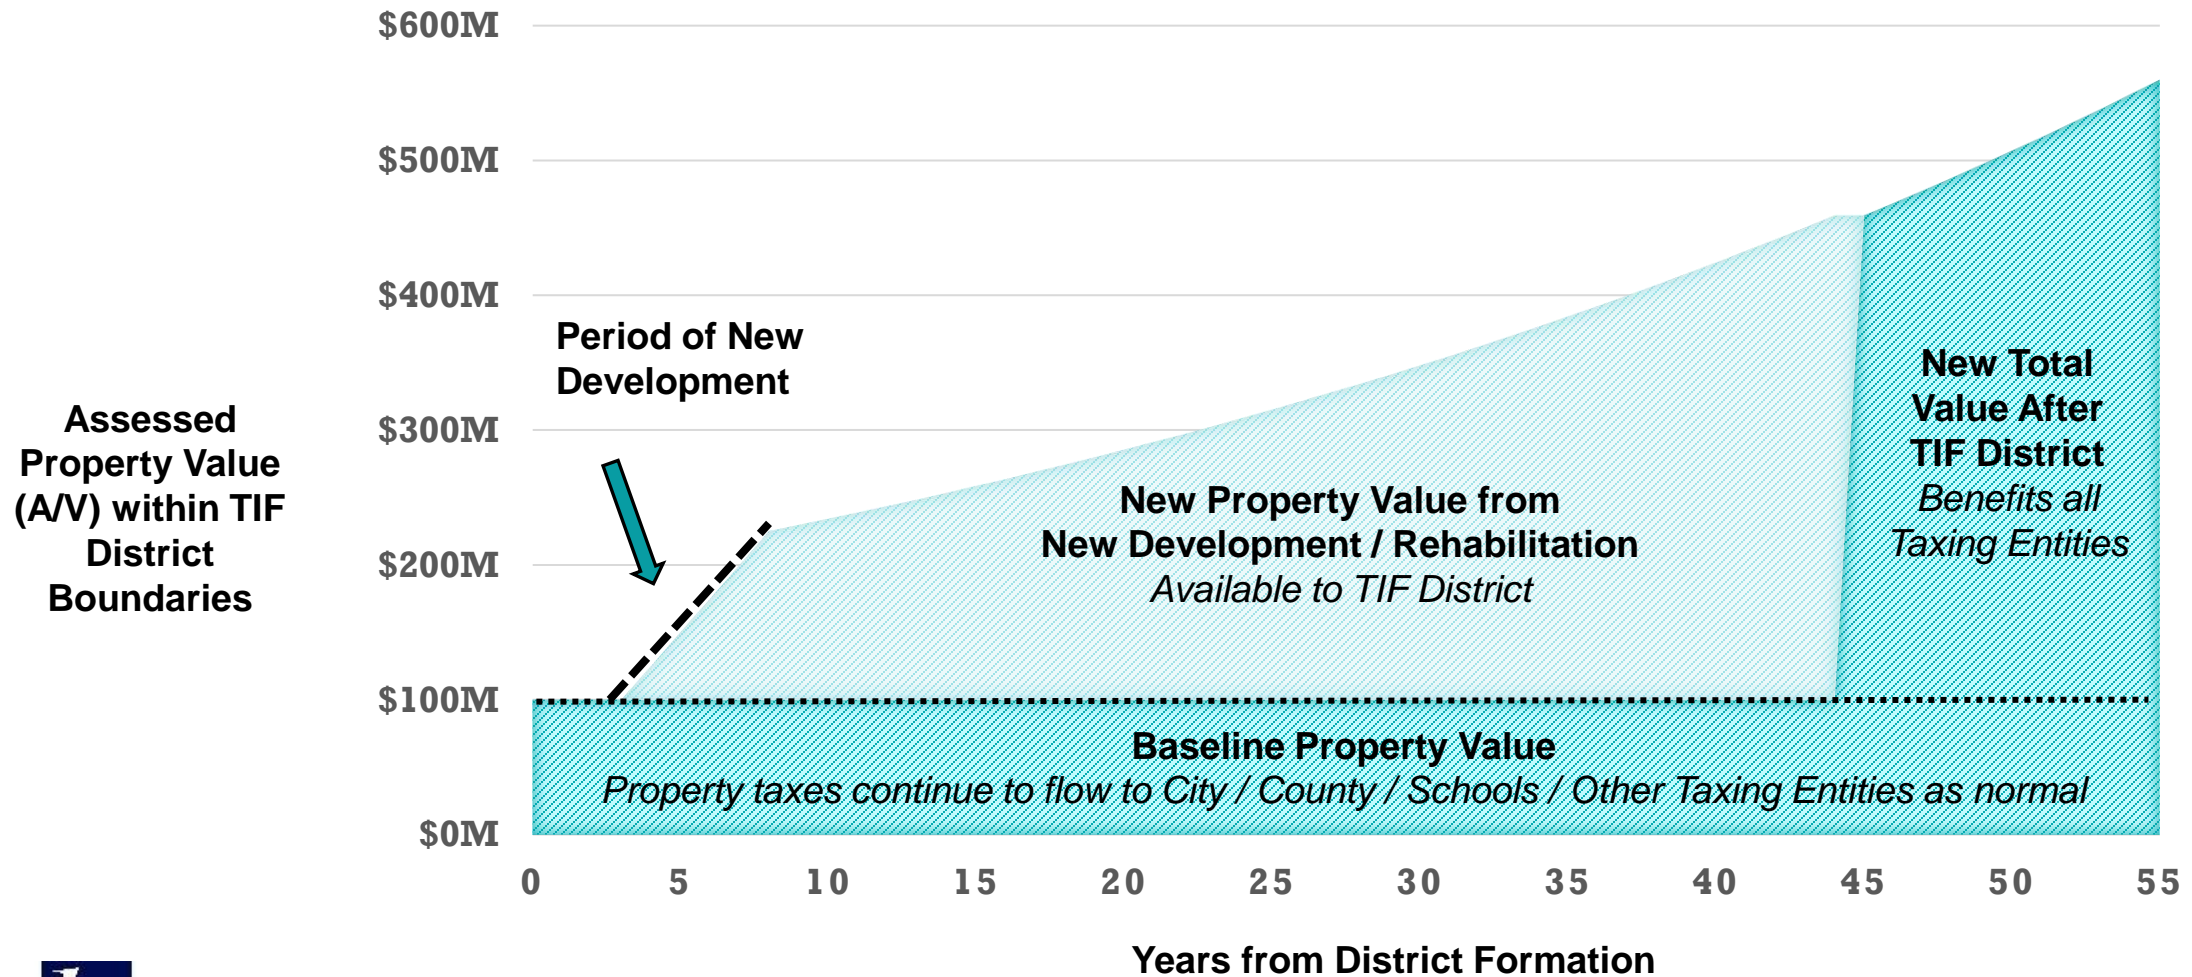 $600M
$500M
$400M
$300M
$200M
$100M
$0M
Assessed
Property Value
(A/V) within TIF
District
Boundaries
Period of New
Development
New Property Value from
New Development / Rehabilitation
Available to TIF District
New Total
Value After
TIF District
Benefits all
Taxing Entities
Baseline Property Value
Property taxes continue to flow to City / County / Schools / Other Taxing Entities as normal
0 5 10 15 20 25 30 35 40 45 50 55
Years from District Formation